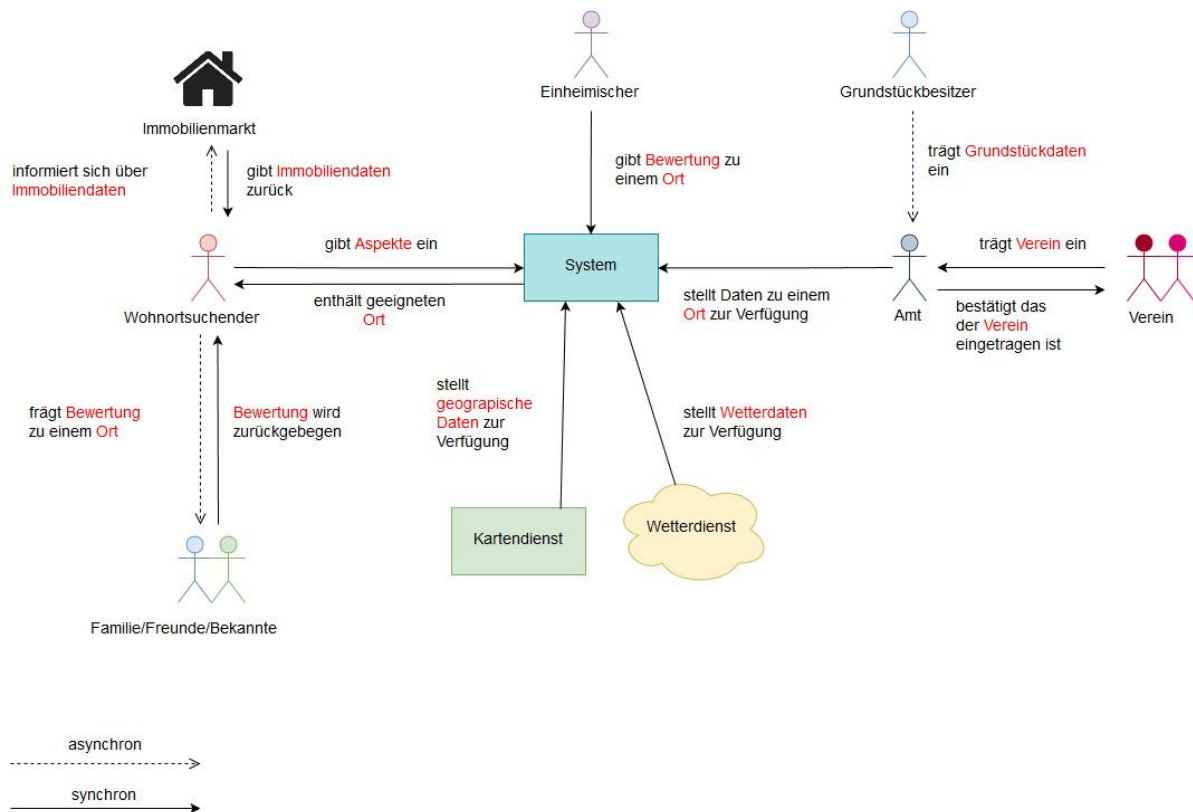 Einheimischer
Grundstückbesitzer
Immobilienmarkt
informiert sich über
Immobiliendaten
gibt Immobiliendaten
zurück
gibt Bewertung zu
einem Ort
trägt Grundstückdaten
ein
gibt Aspekte ein
System
trägt Verein ein
enthält geeigneten
Ort
stellt Daten zu einem
Ort zur Verfügung
Wohnortsuchender
Amt
bestätigt das
der Verein
eingetragen ist
Verein
frägt Bewertung
zu einem Ort
Bewertung wird
zurückgebegen
stellt
geograpische
Daten zur
Verfügung
stellt Wetterdaten
zur Verfügung
Kartendienst
Wetterdienst
Familie/Freunde/Bekannte
asynchron
synchron